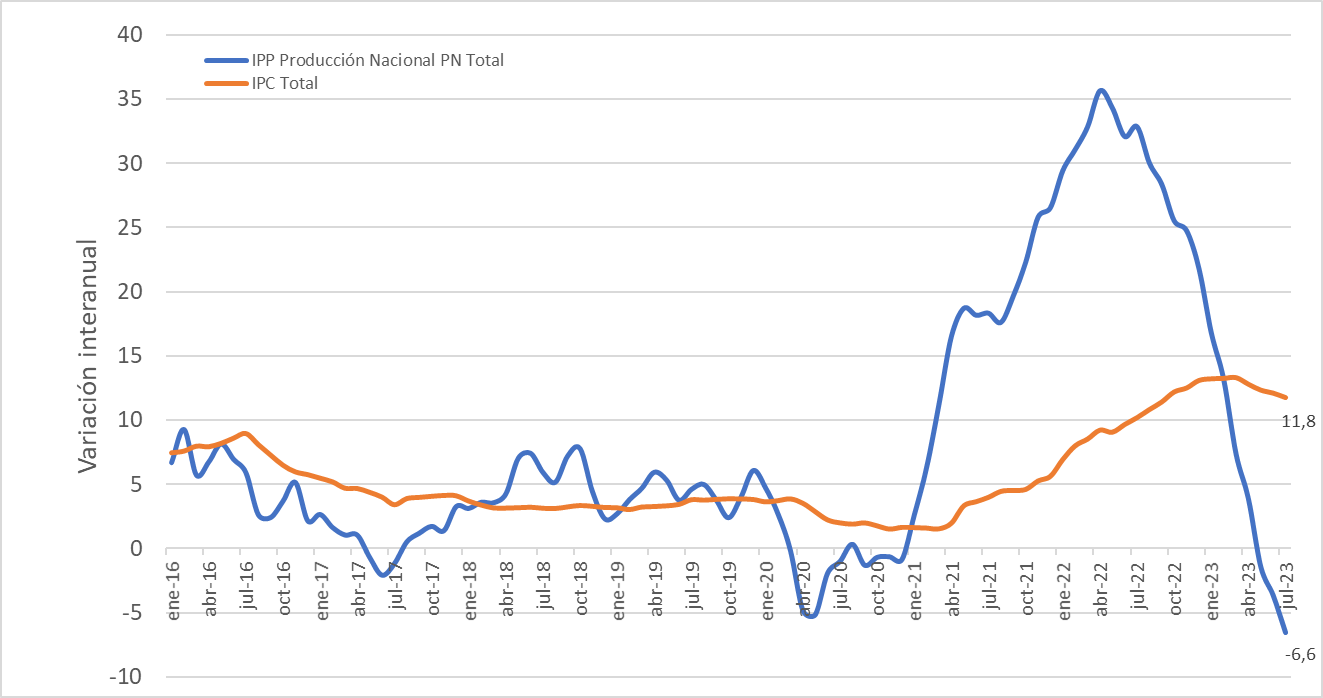 40
35
30
25
20
15
10
5
0
-5
-10
Variación interanual
IPP Producción Nacional PN Total
IPC Total
11,8
-6,6
ene-16
abr-16
jul-16
oct-16
ene-17
abr-17
jul-17
oct-17
ene-18
abr-18
jul-18
oct-18
ene-19
abr-19
jul-19
oct-19
ene-20
abr-20
jul-20
oct-20
ene-21
abr-21
jul-21
oct-21
ene-22
abr-22
jul-22
oct-22
ene-23
abr-23
jul-23